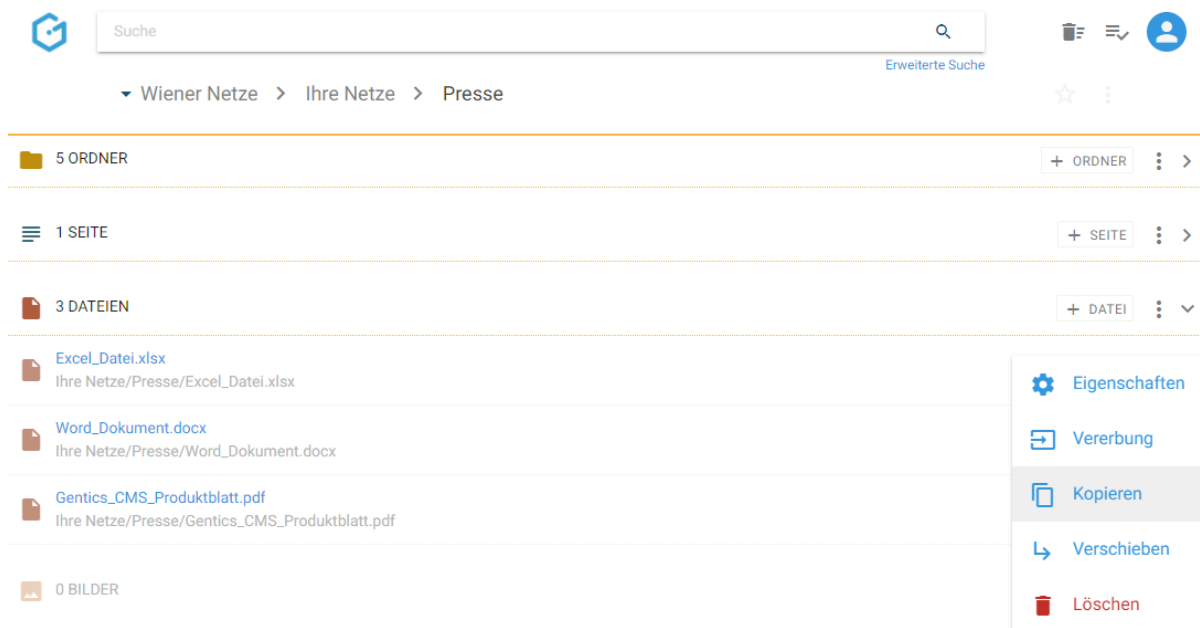 Suche
Erweiterte Suche
Wiener Netze > Ihre Netze > Presse
5 ORDNER
+ ORDNER
1 SEITE
+ SEITE
3 DATEIEN
+ DATEI
Excel_Datei.xlsx
Ihre Netze/Presse/Excel_Datei.xlsx
Word_Dokument.docx
Ihre Netze/Presse/Word_Dokument.docx
Gentics_CMS_Produktblatt.pdf
Ihre Netze/Presse/Gentics_CMS_Produktblatt.pdf
0 BILDER
Eigenschaften
Vererbung
Kopieren
Verschieben
Löschen